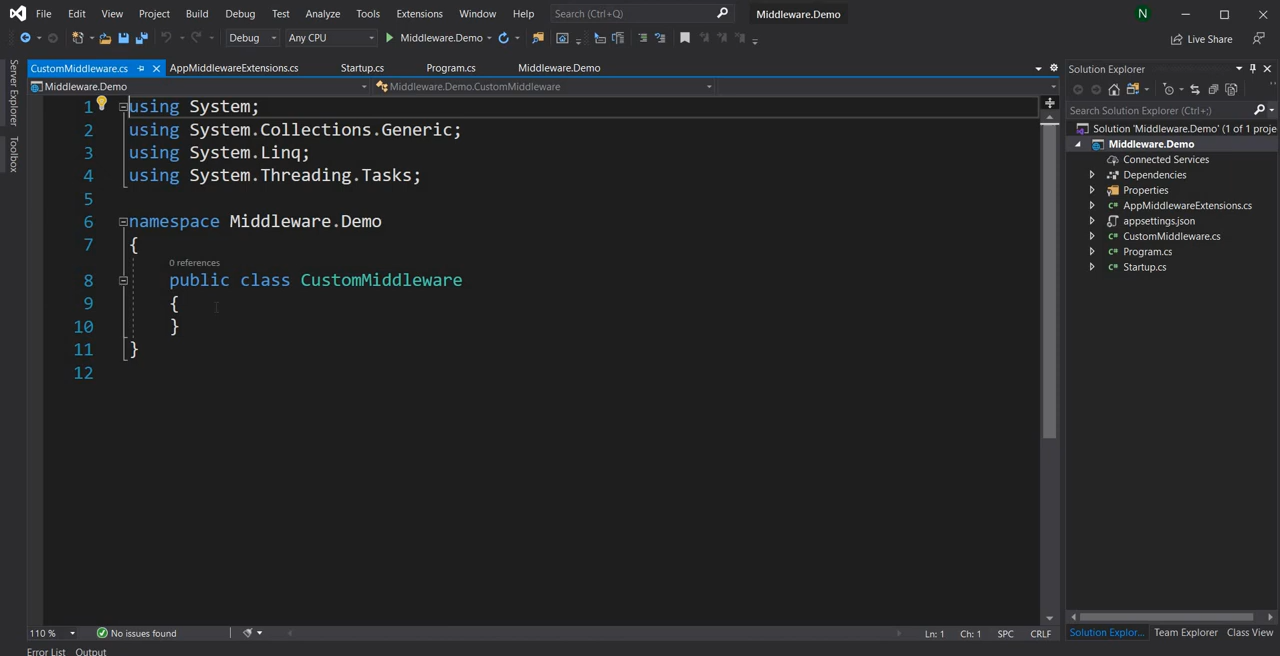 File Edit View Project Build Debug Test Analyze Tools Extensions Window Help Search (Ctrl+Q) Middleware.Demo N
Debug Any CPU Middleware.Demo Live Share
CustomMiddleware.cs AppMiddlewareExtensions.cs Startup.cs Program.cs Middleware.Demo
Middleware.Demo Middleware.Demo.CustomMiddleware
Server Explorer
Toolbox
1 using System;
2 using System.Collections.Generic;
3 using System.Linq;
4 using System.Threading.Tasks;
5
6 namespace Middleware.Demo
7 {
0 references
8 public class CustomMiddleware
9 {
10 }
11 }
12
110 % No issues found Ln: 1 Ch: 1 SPC CRLF
Error List Output
Solution Explorer
Search Solution Explorer (Ctrl+;)
Solution 'Middleware.Demo' (1 of 1 proje
Middleware.Demo
Connected Services
Dependencies
Properties
AppMiddlewareExtensions.cs
appsettings.json
CustomMiddleware.cs
Program.cs
Startup.cs
Solution Explor... Team Explorer Class View